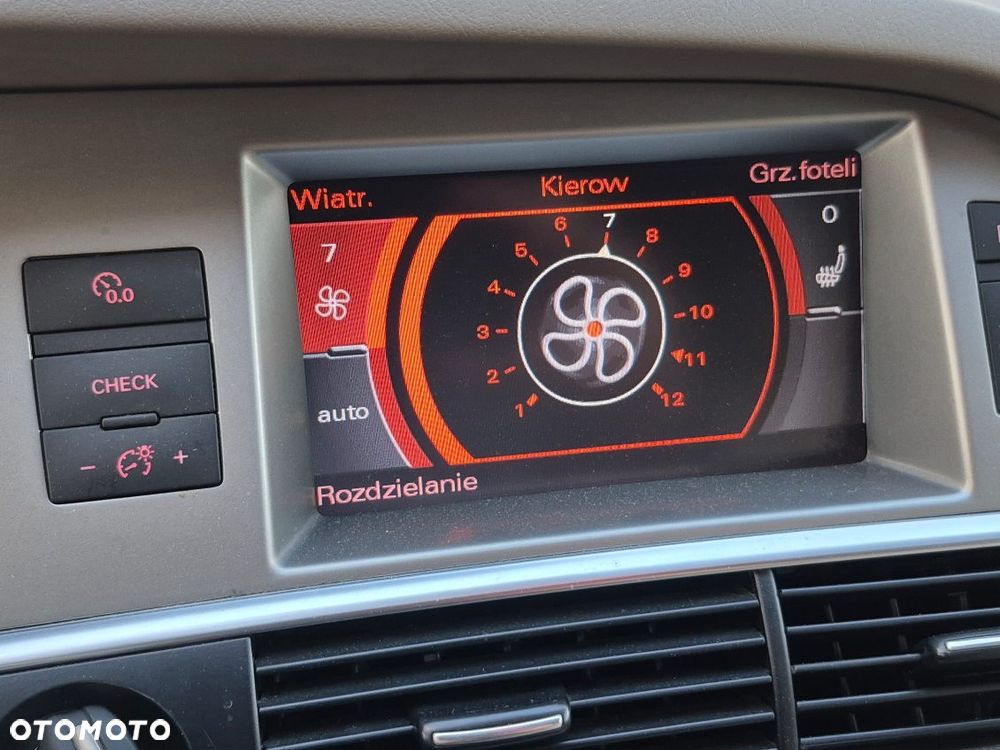 Wiatr.
Kierow
Grz.foteli
7
auto
Rozdzielanie
1 2 3 4 5 6 7 8 9 10 11 12
0
0.0
CHECK
- +
OTOMOTO